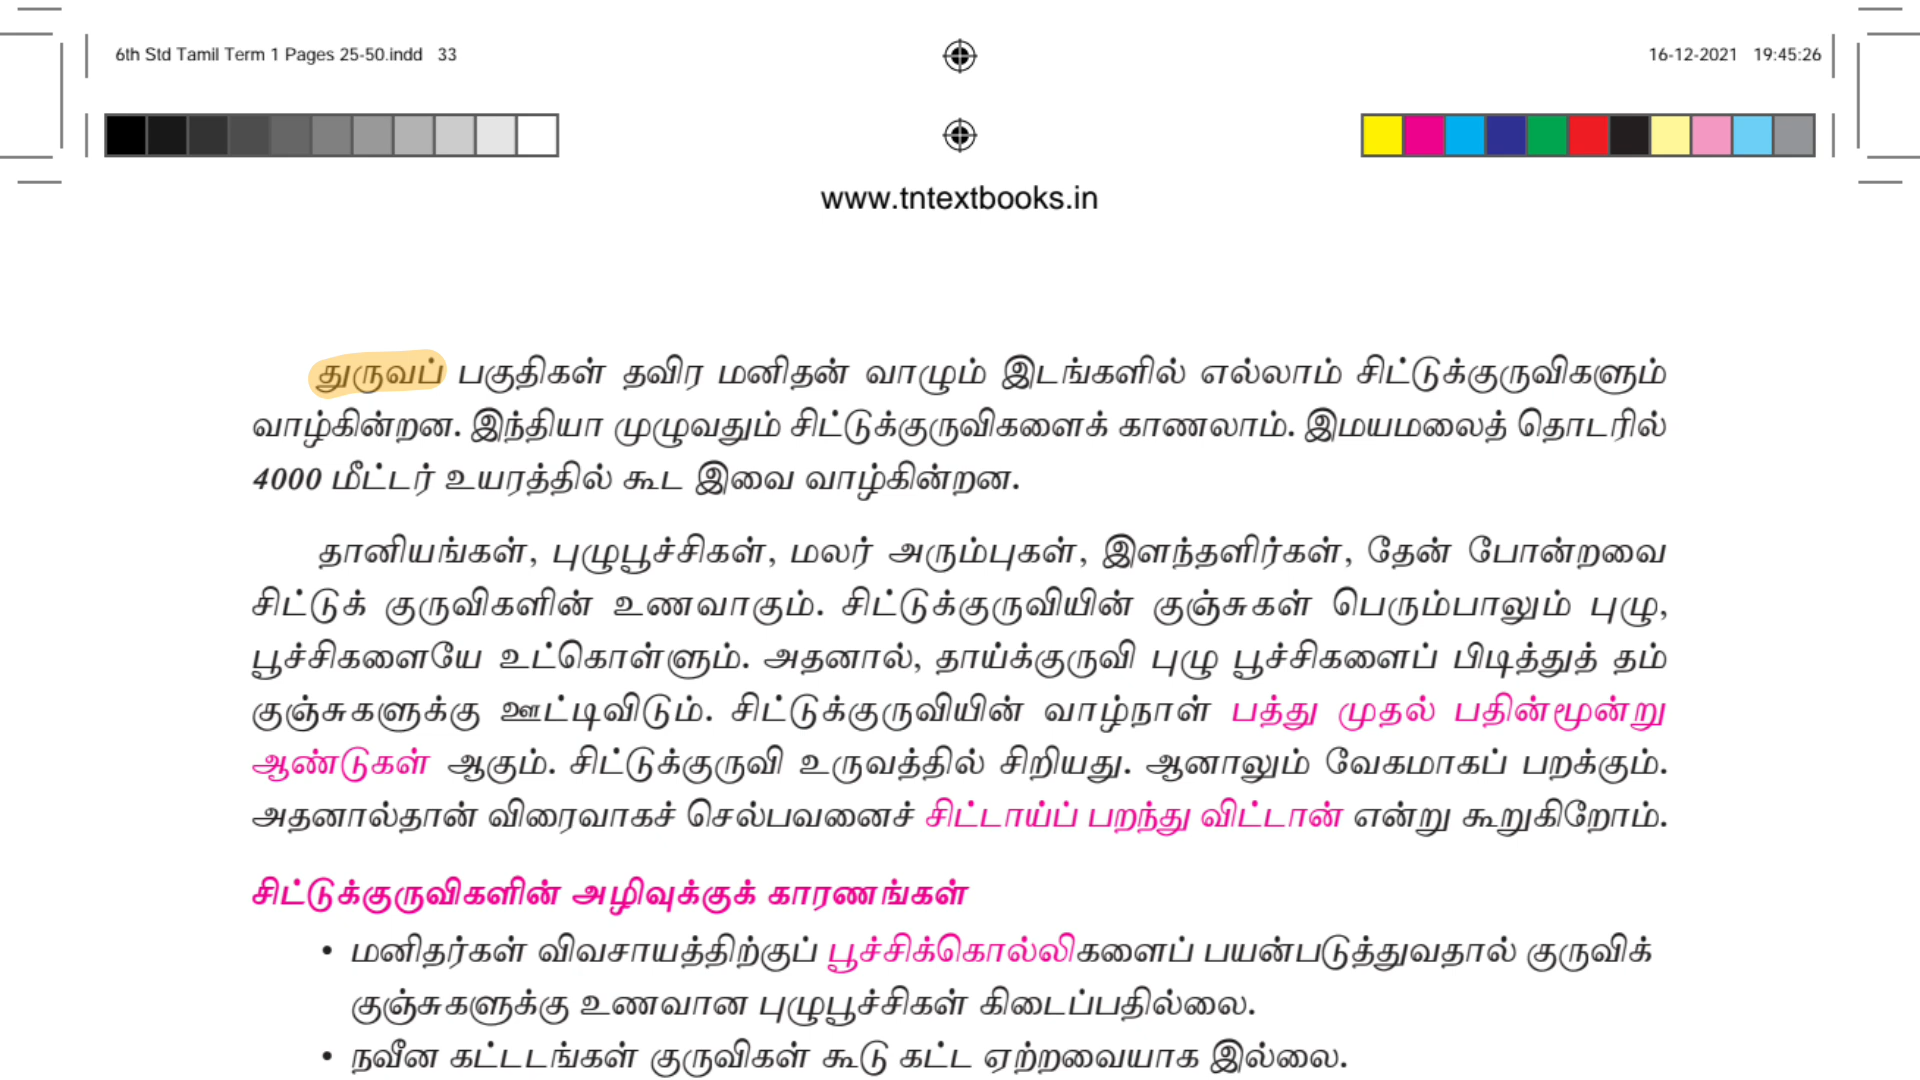 6th Std Tamil Term 1 Pages 25-50.indd 33
16-12-2021 19:45:26
www.tntextbooks.in
துருவப் பகுதிகள் தவிர மனிதன் வாழும் இடங்களில் எல்லாம் சிட்டுக்குருவிகளும்
வாழ்கின்றன. இந்தியா முழுவதும் சிட்டுக்குருவிகளைக் காணலாம். இமயமலைத் தொடரில்
4000 மீட்டர் உயரத்தில் கூட இவை வாழ்கின்றன.
தானியங்கள், புழுபூச்சிகள், மலர் அரும்புகள், இளந்தளிர்கள், தேன் போன்றவை
சிட்டுக் குருவிகளின் உணவாகும். சிட்டுக்குருவியின் குஞ்சுகள் பெரும்பாலும் புழு,
பூச்சிகளையே உட்கொள்ளும். அதனால், தாய்க்குருவி புழு பூச்சிகளைப் பிடித்துத் தம்
குஞ்சுகளுக்கு ஊட்டிவிடும். சிட்டுக்குருவியின் வாழ்நாள் பத்து முதல் பதின்மூன்று
ஆண்டுகள் ஆகும். சிட்டுக்குருவி உருவத்தில் சிறியது. ஆனாலும் வேகமாகப் பறக்கும்.
அதனால்தான் விரைவாகச் செல்பவனைச் சிட்டாய்ப் பறந்து விட்டான் என்று கூறுகிறோம்.
சிட்டுக்குருவிகளின் அழிவுக்குக் காரணங்கள்
• மனிதர்கள் விவசாயத்திற்குப் பூச்சிக்கொல்லிகளைப் பயன்படுத்துவதால் குருவிக்
குஞ்சுகளுக்கு உணவான புழுபூச்சிகள் கிடைப்பதில்லை.
• நவீன கட்டடங்கள் குருவிகள் கூடு கட்ட ஏற்றவையாக இல்லை.